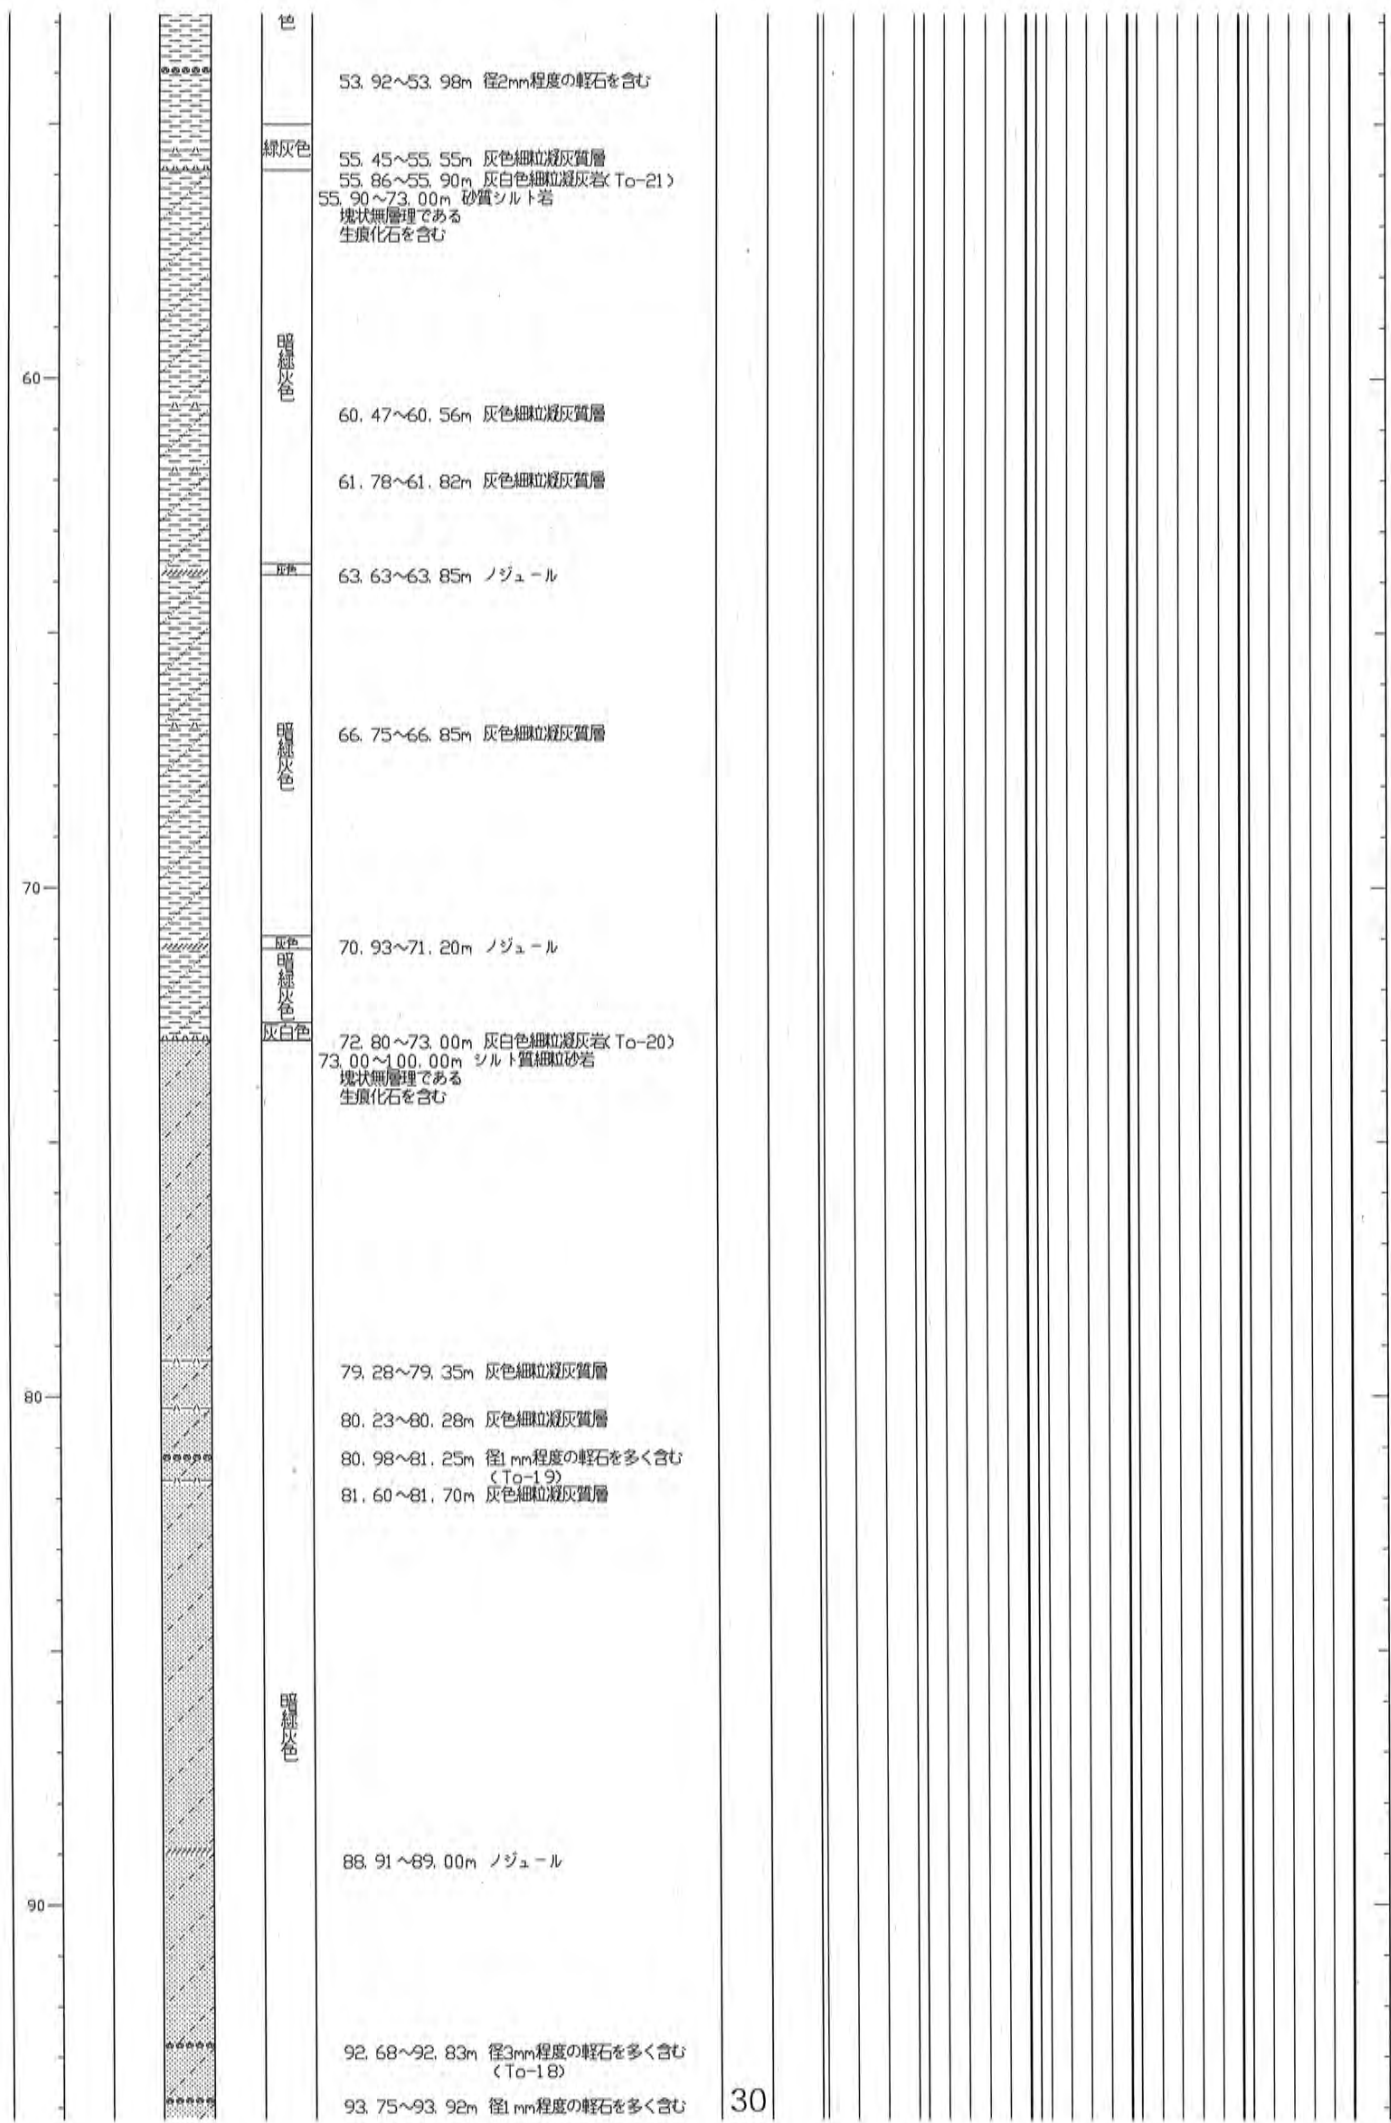 色
53.92〜53.98m 径2mm程度の軽石を含む
緑灰色
55.45〜55.55m 灰色細粒凝灰質層
55.86〜55.90m 灰白色細粒凝灰岩(To-21)
55.90〜73.00m 砂質シルト岩
塊状無層理である
生痕化石を含む
暗緑灰色
60
60.47〜60.56m 灰色細粒凝灰質層
61.78〜61.82m 灰色細粒凝灰質層
灰色
63.63〜63.85m ノジュール
暗緑灰色
66.75〜66.85m 灰色細粒凝灰質層
70
灰色
70.93〜71.20m ノジュール
暗緑灰色
灰白色
72.80〜73.00m 灰白色細粒凝灰岩(To-20)
73.00〜100.00m シルト質細粒砂岩
塊状無層理である
生痕化石を含む
79.28〜79.35m 灰色細粒凝灰質層
80
80.23〜80.28m 灰色細粒凝灰質層
80.98〜81.25m 径1mm程度の軽石を多く含む
(To-19)
81.60〜81.70m 灰色細粒凝灰質層
暗緑灰色
88.91〜89.00m ノジュール
90
92.68〜92.83m 径3mm程度の軽石を多く含む
(To-18)
93.75〜93.92m 径1mm程度の軽石を多く含む
30